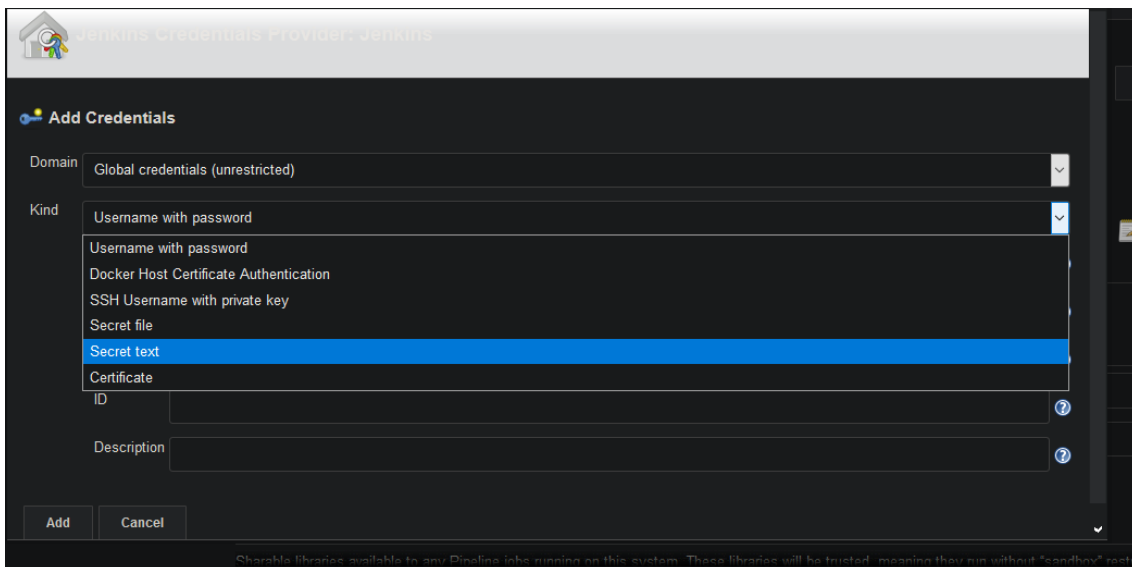 Jenkins Credentials Provider: Jenkins
Add Credentials
Domain
Global credentials (unrestricted)
Kind
Username with password
Username with password
Docker Host Certificate Authentication
SSH Username with private key
Secret file
Secret text
Certificate
ID
Description
Add Cancel
Sharable libraries available to any Pipeline jobs running on this system. These libraries will be trusted, meaning they run without "sandbox"